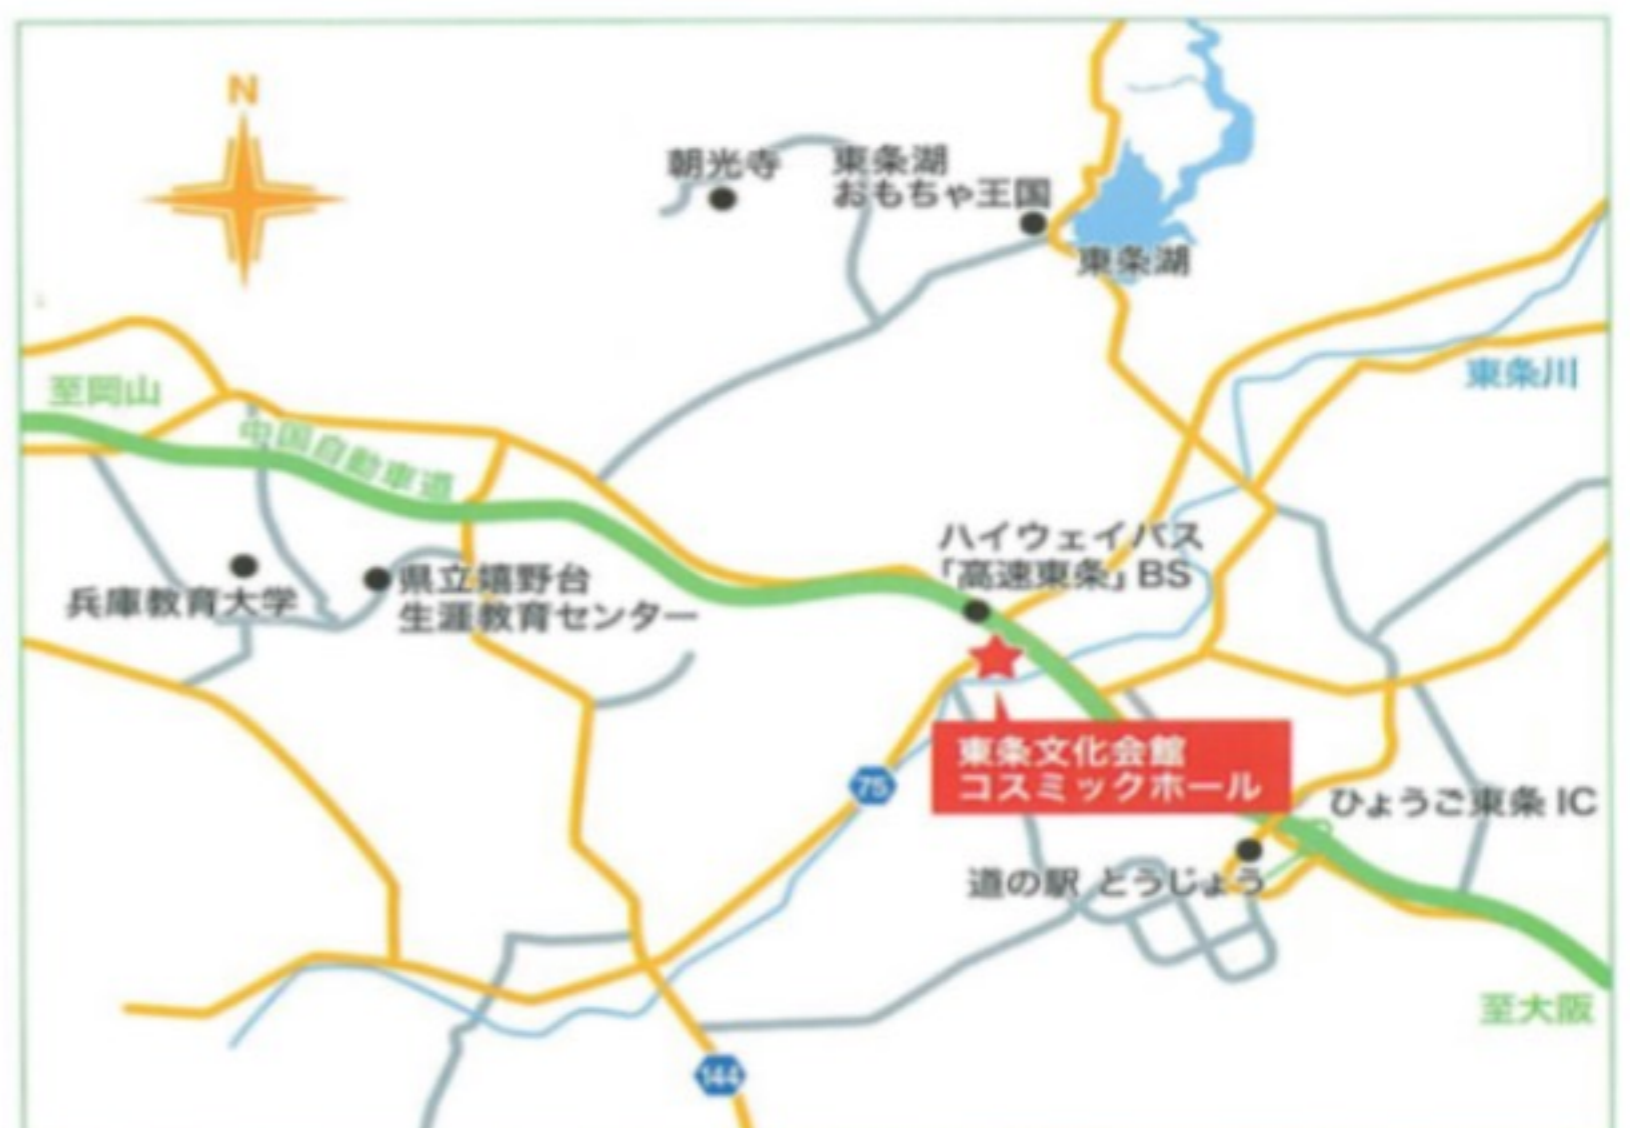 N
朝光寺
東条湖
おもちゃ王国
東条湖
至岡山
中国自動車道
東条川
ハイウェイバス
「高速東条」BS
兵庫教育大学
県立嬉野台
生涯教育センター
東条文化会館
コスミックホール
75
ひょうご東条 IC
道の駅 とうじょう
至大阪
144